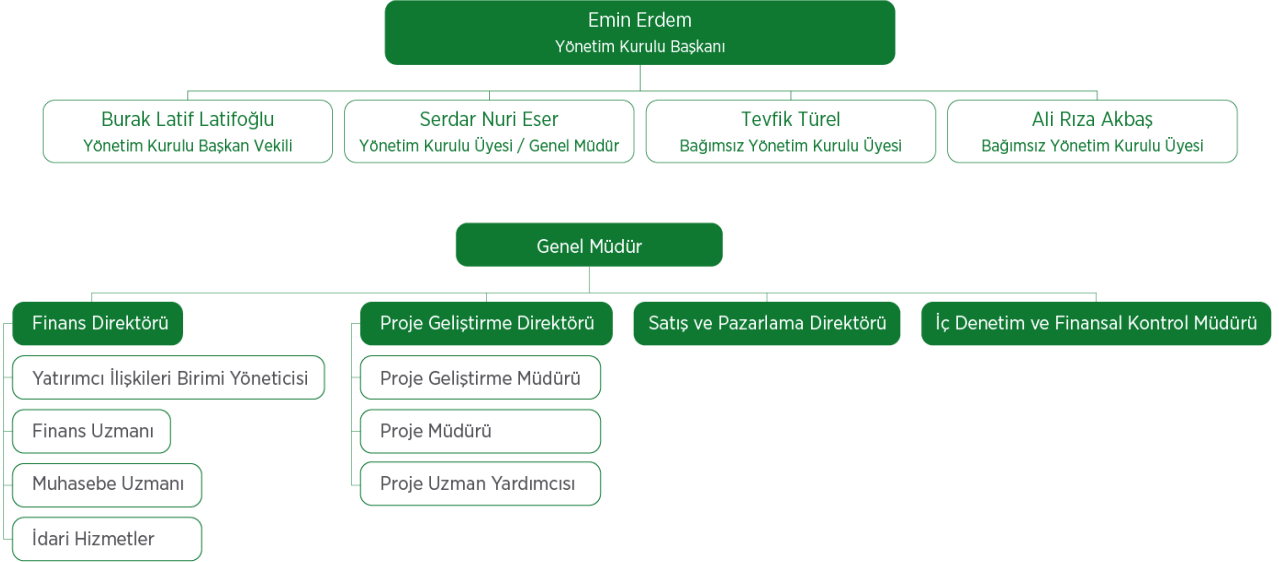 Emin Erdem
Yönetim Kurulu Başkanı
Burak Latif Latifoğlu
Yönetim Kurulu Başkan Vekili
Serdar Nuri Eser
Yönetim Kurulu Üyesi / Genel Müdür
Tevfik Türel
Bağımsız Yönetim Kurulu Üyesi
Ali Rıza Akbaş
Bağımsız Yönetim Kurulu Üyesi
Genel Müdür
Finans Direktörü
Yatırımcı İlişkileri Birimi Yöneticisi
Finans Uzmanı
Muhasebe Uzmanı
İdari Hizmetler
Proje Geliştirme Direktörü
Proje Geliştirme Müdürü
Proje Müdürü
Proje Uzman Yardımcısı
Satış ve Pazarlama Direktörü
İç Denetim ve Finansal Kontrol Müdürü